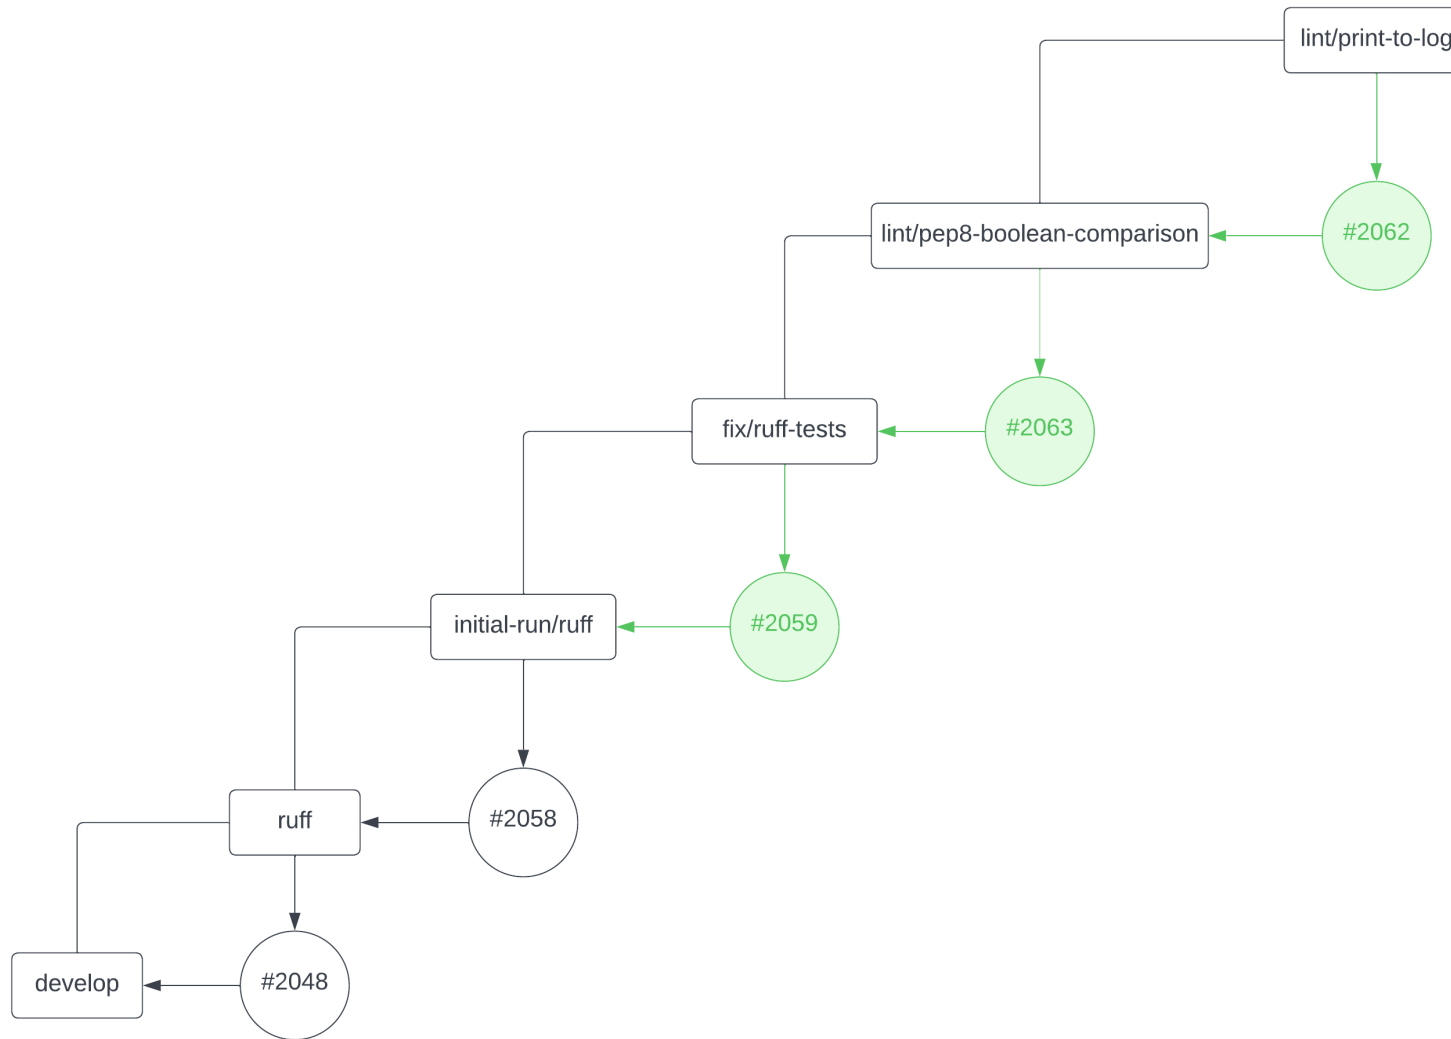 lint/print-to-log
lint/pep8-boolean-comparison
#2062
fix/ruff-tests
#2063
initial-run/ruff
#2059
ruff
#2058
develop
#2048